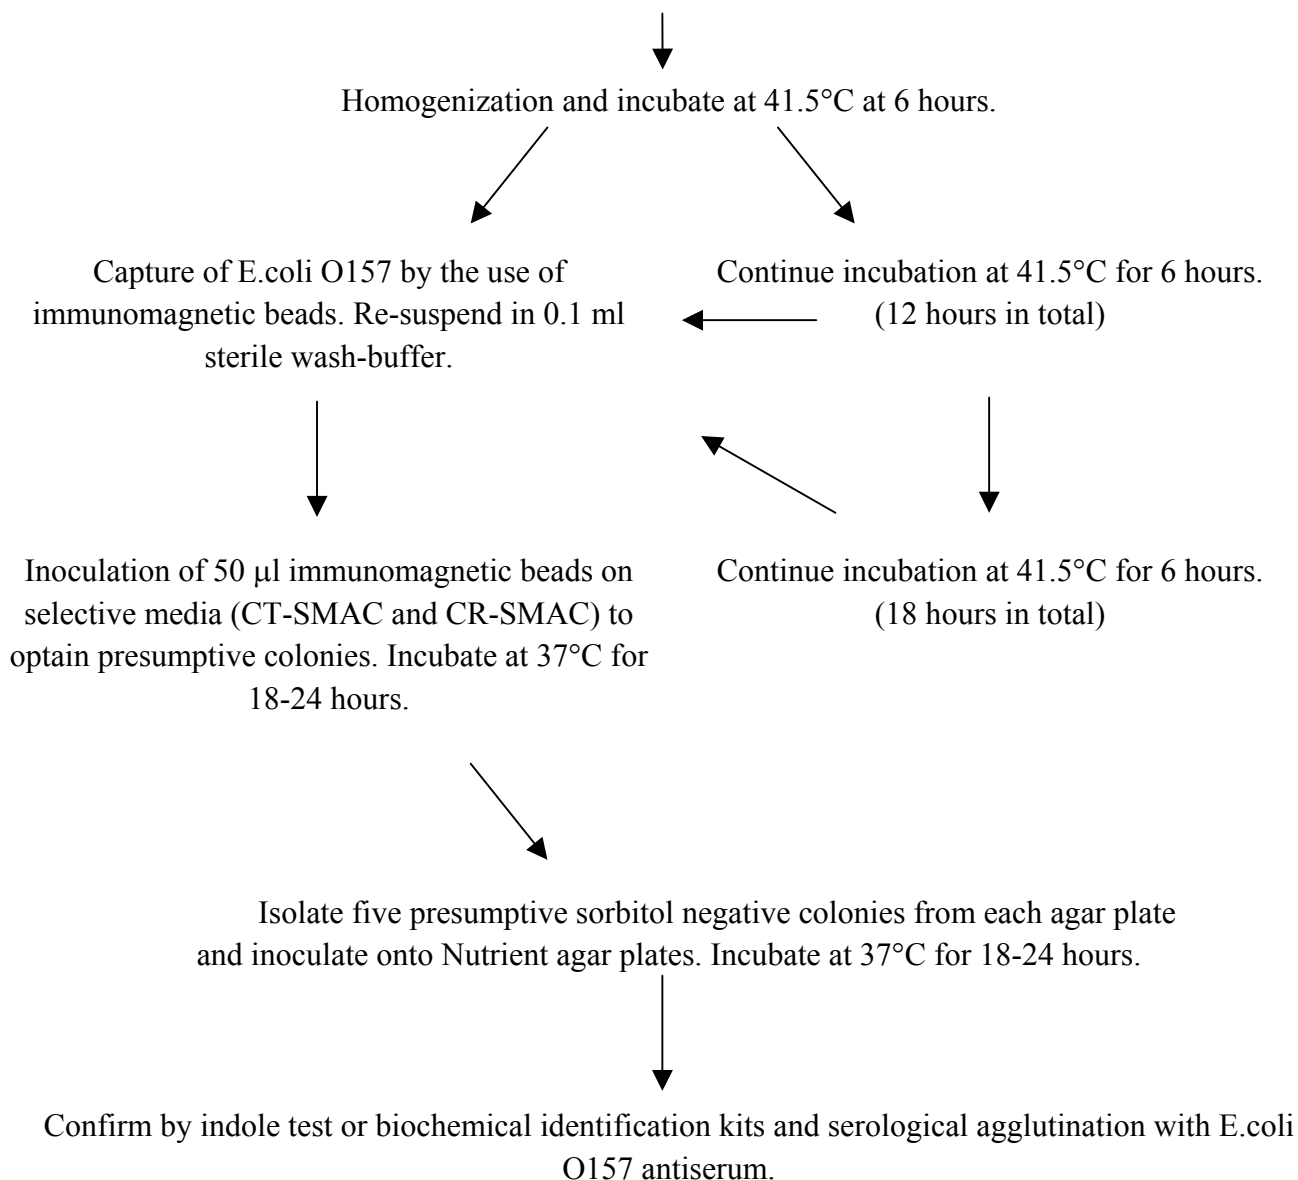 Homogenization and incubate at 41.5°C at 6 hours.
Capture of E.coli O157 by the use of
immunomagnetic beads. Re-suspend in 0.1 ml
sterile wash-buffer.
Continue incubation at 41.5°C for 6 hours.
(12 hours in total)
Inoculation of 50 µl immunomagnetic beads on
selective media (CT-SMAC and CR-SMAC) to
optain presumptive colonies. Incubate at 37°C for
18-24 hours.
Continue incubation at 41.5°C for 6 hours.
(18 hours in total)
Isolate five presumptive sorbitol negative colonies from each agar plate
and inoculate onto Nutrient agar plates. Incubate at 37°C for 18-24 hours.
Confirm by indole test or biochemical identification kits and serological agglutination with E.coli
O157 antiserum.